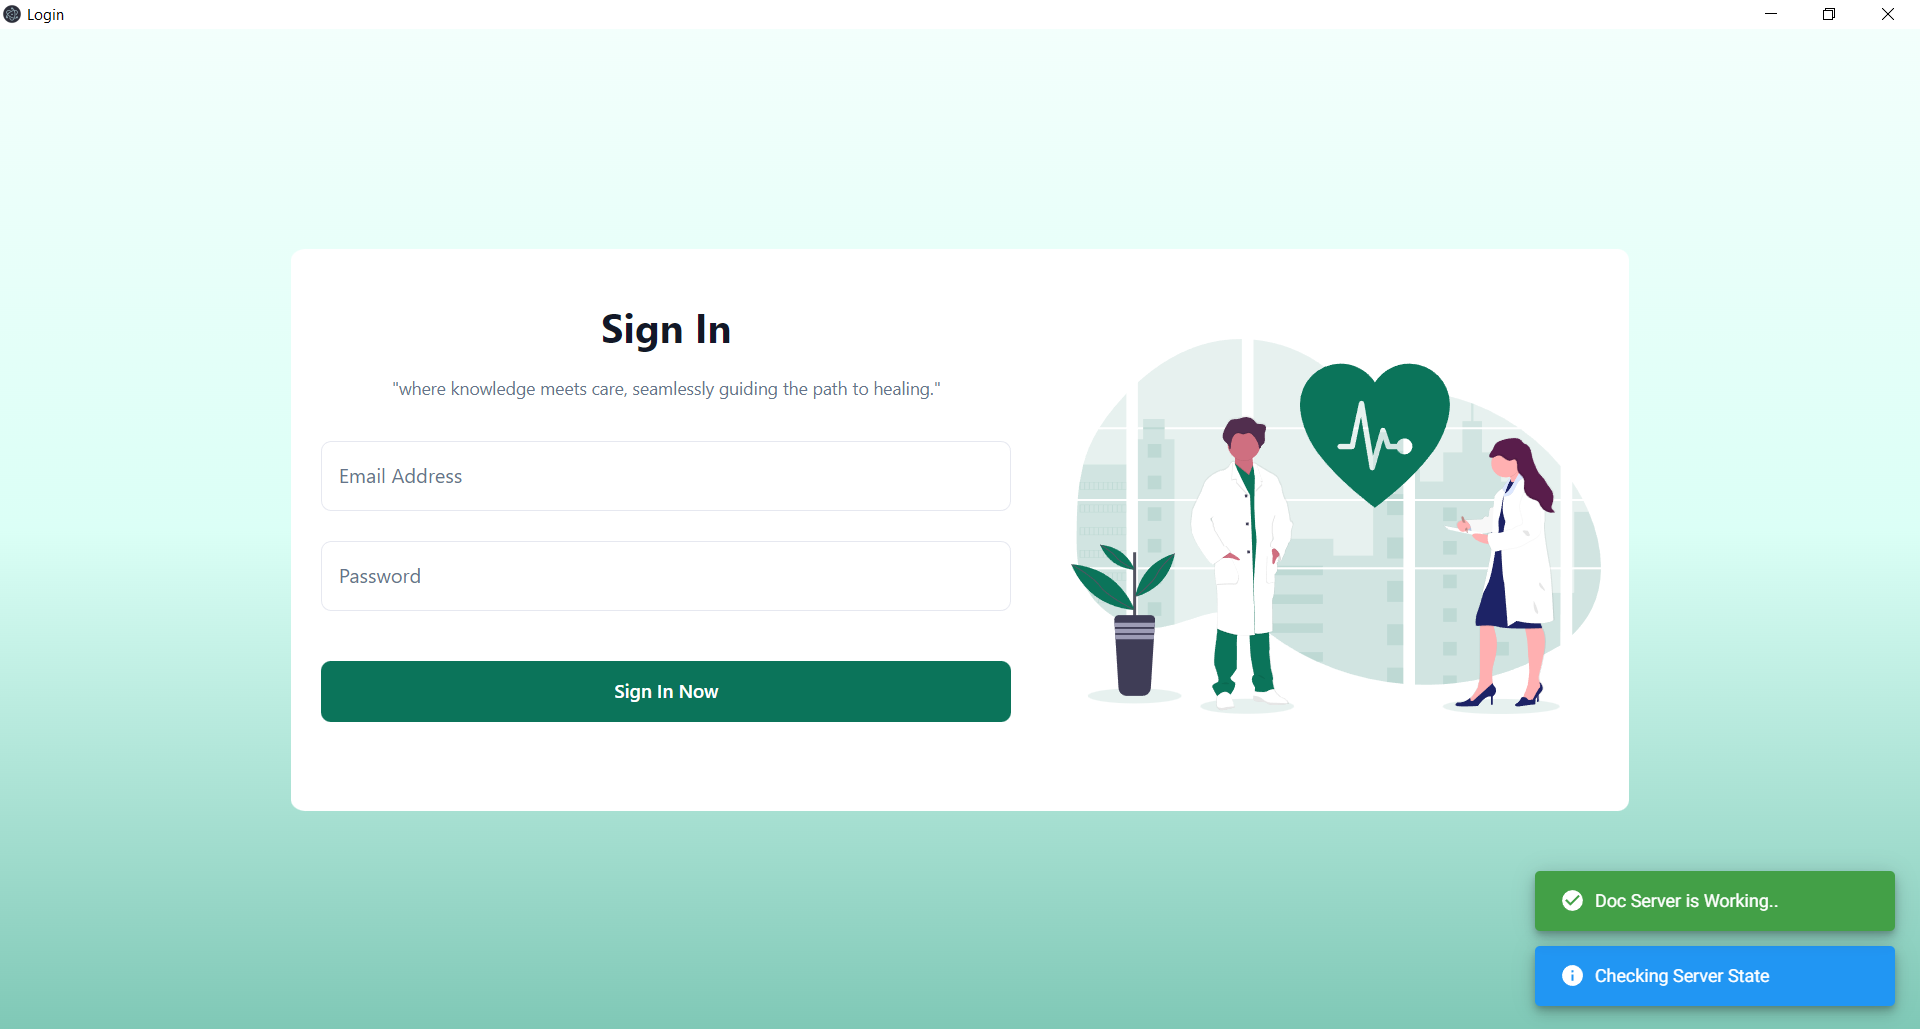 Login
Sign In
"where knowledge meets care, seamlessly guiding the path to healing."
Email Address
Password
Sign In Now
Doc Server is Working..
Checking Server State